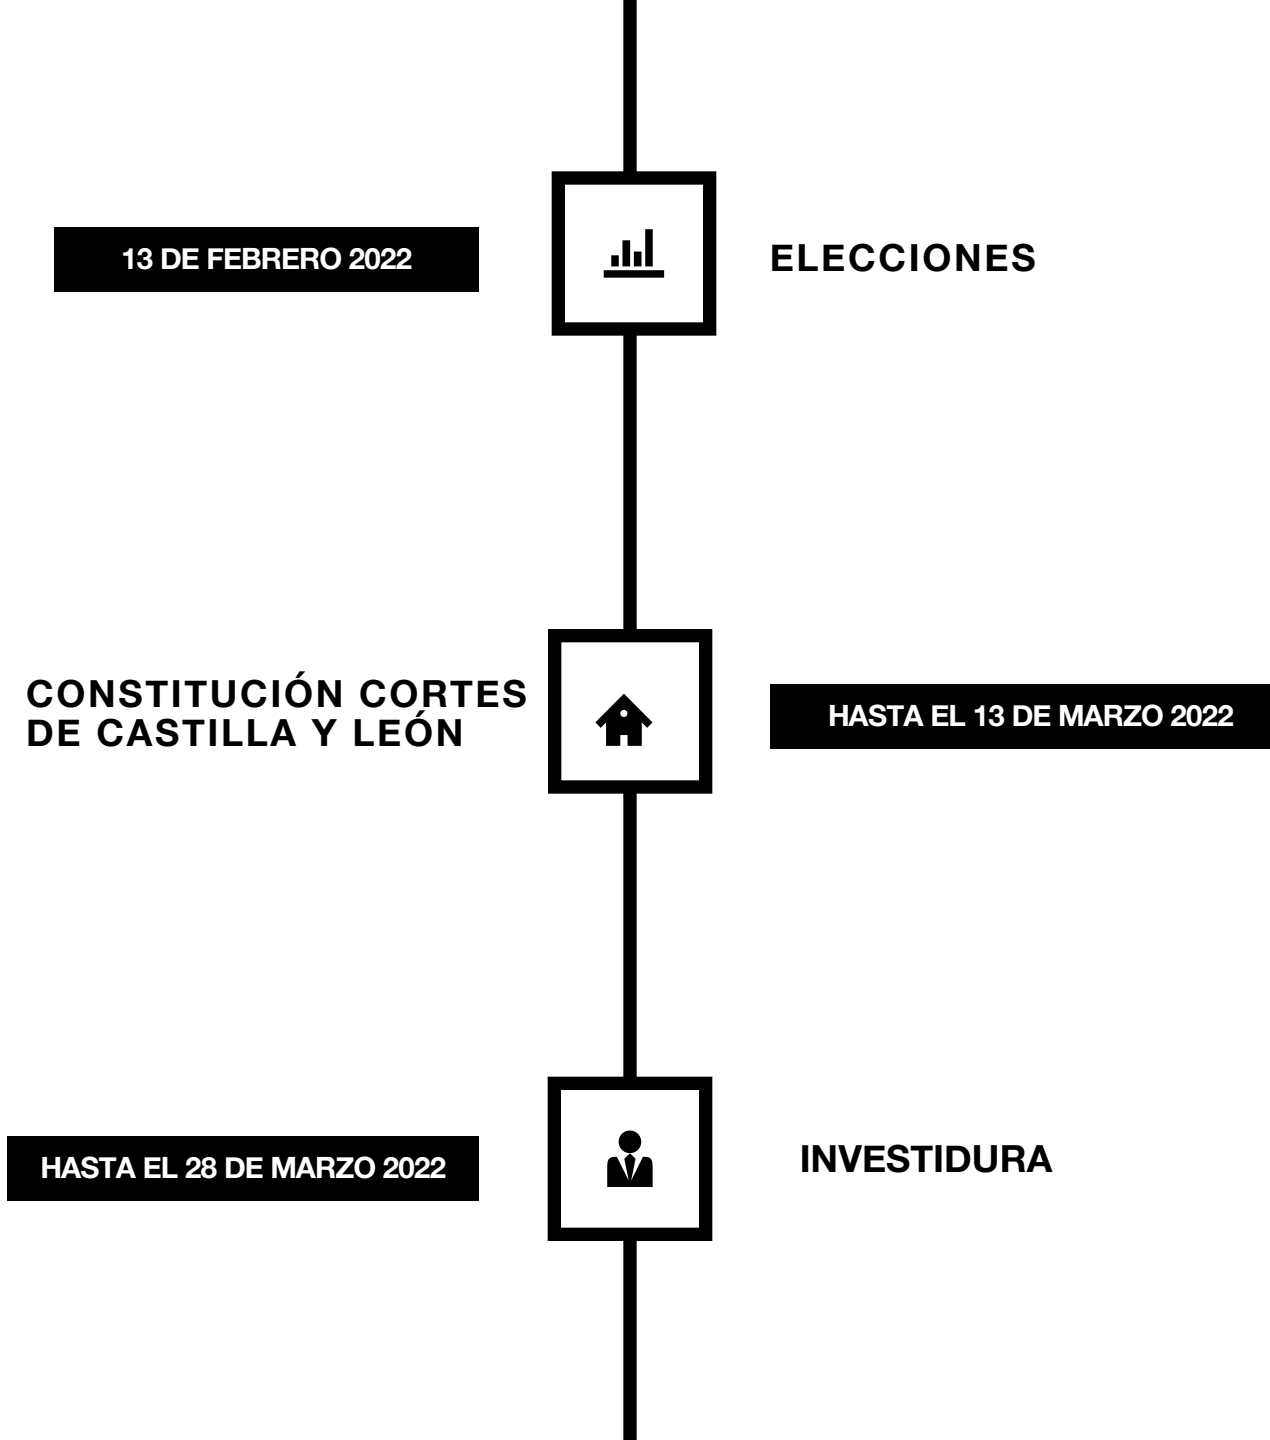 13 DE FEBRERO 2022
ELECCIONES
CONSTITUCIÓN CORTES
DE CASTILLA Y LEÓN
HASTA EL 13 DE MARZO 2022
HASTA EL 28 DE MARZO 2022
INVESTIDURA